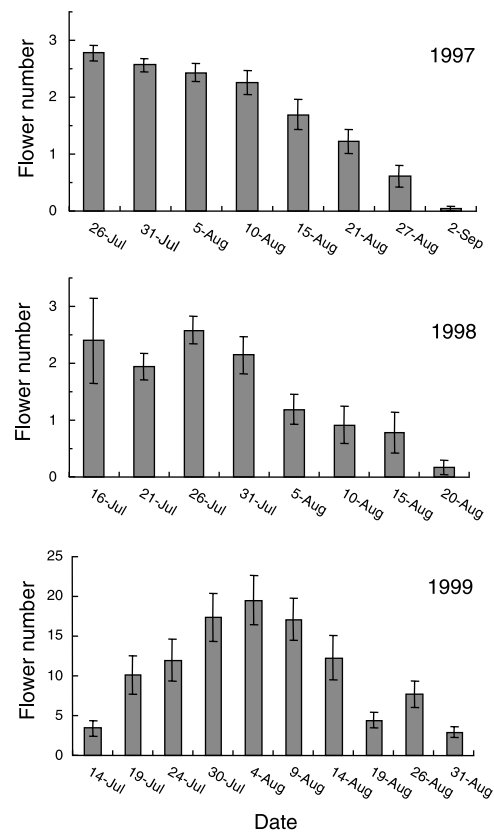 1997
Flower number
3
2
1
0
26-Jul 31-Jul 5-Aug 10-Aug 15-Aug 21-Aug 27-Aug 2-Sep
1998
Flower number
3
2
1
0
16-Jul 21-Jul 26-Jul 31-Jul 5-Aug 10-Aug 15-Aug 20-Aug
1999
Flower number
25
20
15
10
5
0
14-Jul 19-Jul 24-Jul 30-Jul 4-Aug 9-Aug 14-Aug 19-Aug 26-Aug 31-Aug
Date